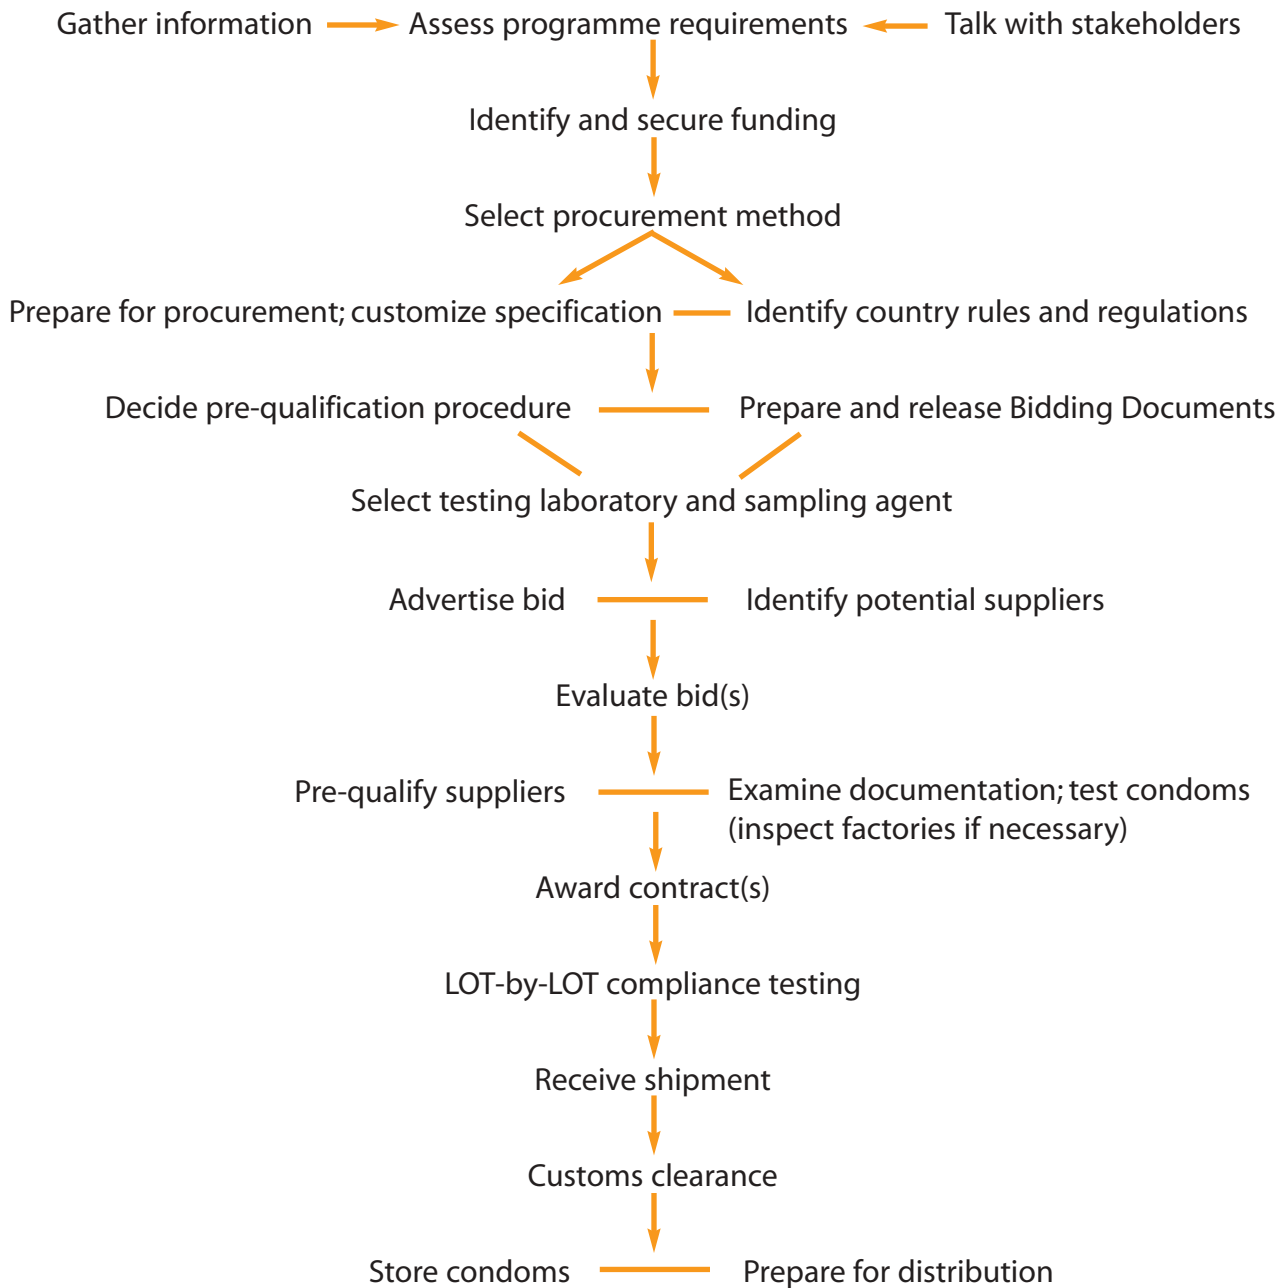 Gather information
Assess programme requirements
Talk with stakeholders
Identify and secure funding
Select procurement method
Prepare for procurement; customize specification
Identify country rules and regulations
Decide pre-qualification procedure
Prepare and release Bidding Documents
Select testing laboratory and sampling agent
Advertise bid
Identify potential suppliers
Evaluate bid(s)
Pre-qualify suppliers
Examine documentation; test condoms
(inspect factories if necessary)
Award contract(s)
LOT-by-LOT compliance testing
Receive shipment
Customs clearance
Store condoms
Prepare for distribution